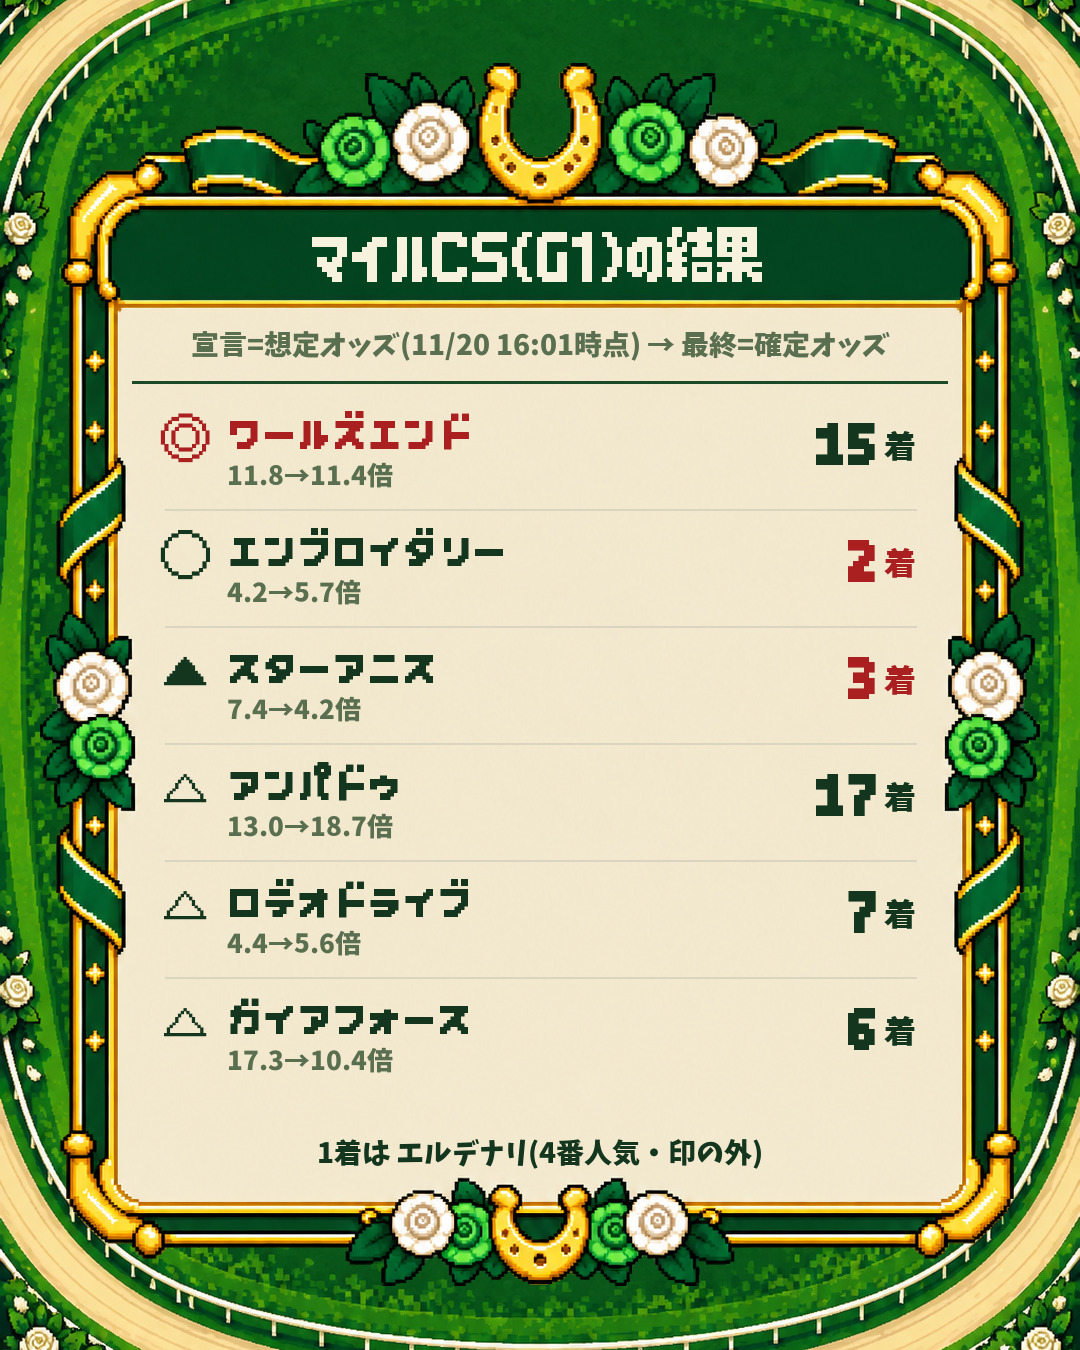 マイルCS(G1)の結果
宣言=想定オッズ(11/20 16:01時点) → 最終=確定オッズ
◎ ワールズエンド 15着
11.8→11.4倍
○ エンブロイダリー 2着
4.2→5.7倍
▲ スターアニス 3着
7.4→4.2倍
△ アンパドゥ 17着
13.0→18.7倍
△ ロデオドライブ 7着
4.4→5.6倍
△ ガイアフォース 6着
17.3→10.4倍
1着は エルデナリ(4番人気・印の外)